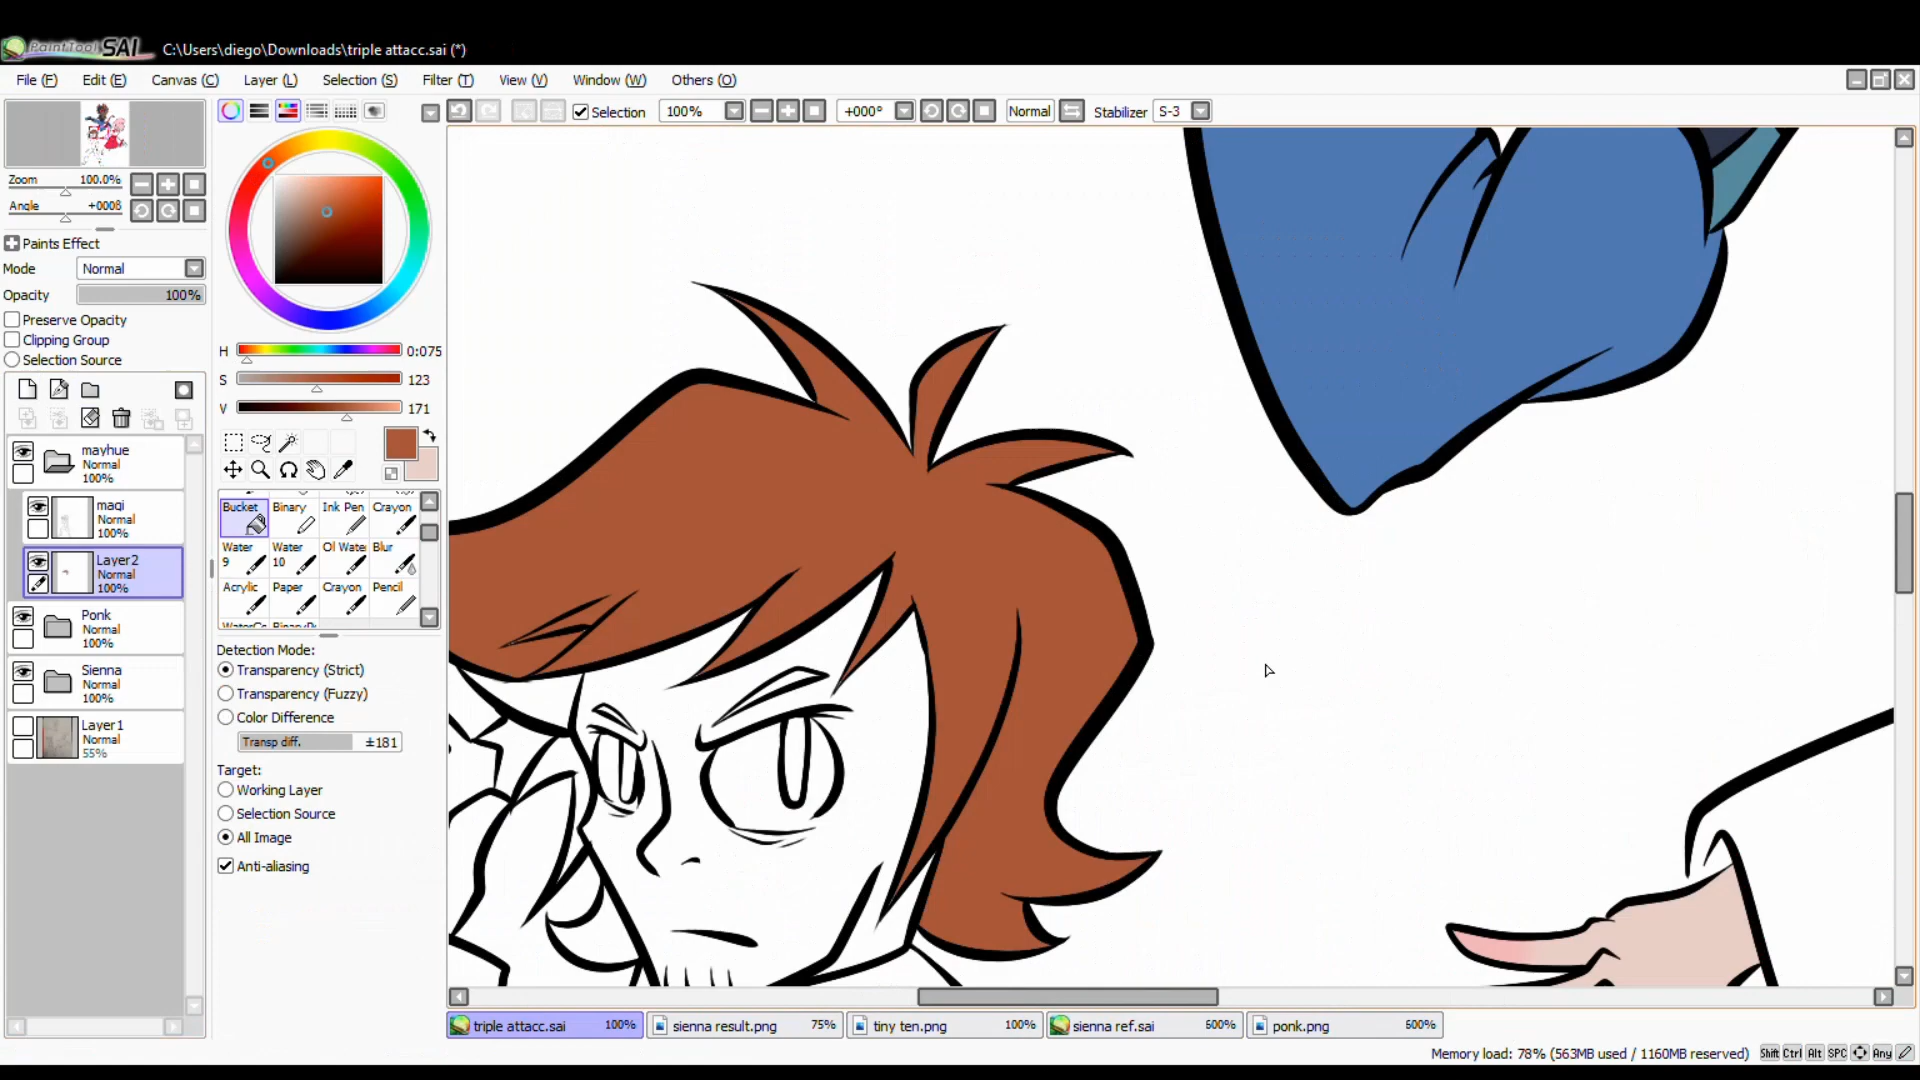 PaintTool SAI C:\Users\diego\Downloads\triple attacc.sai (*)
File (F) Edit (E) Canvas (C) Layer (L) Selection (S) Filter (T) View (V) Window (W) Others (O)
Selection 100% +000° Normal Stabilizer S-3
Zoom 100.0%
Angle +000
Paints Effect
Mode Normal
Opacity 100%
Preserve Opacity
Clipping Group
Selection Source
mayhue
Normal
100%
maqi
Normal
100%
Layer2
Normal
100%
Ponk
Normal
100%
Sienna
Normal
100%
Layer1
Normal
55%
H 0:075
S 123
V 171
Bucket Binary Ink Pen Crayon
Water 9 Water 10 Ol Wate Blur
Acrylic Paper Crayon Pencil
Detection Mode:
Transparency (Strict)
Transparency (Fuzzy)
Color Difference
Transp diff. ±181
Target:
Working Layer
Selection Source
All Image
Anti-aliasing
triple attacc.sai 100% sienna result.png 75% tiny ten.png 100% sienna ref.sai 600% ponk.png 600%
Memory load: 78% (563MB used / 1160MB reserved) Shift Ctrl Alt SPC Any